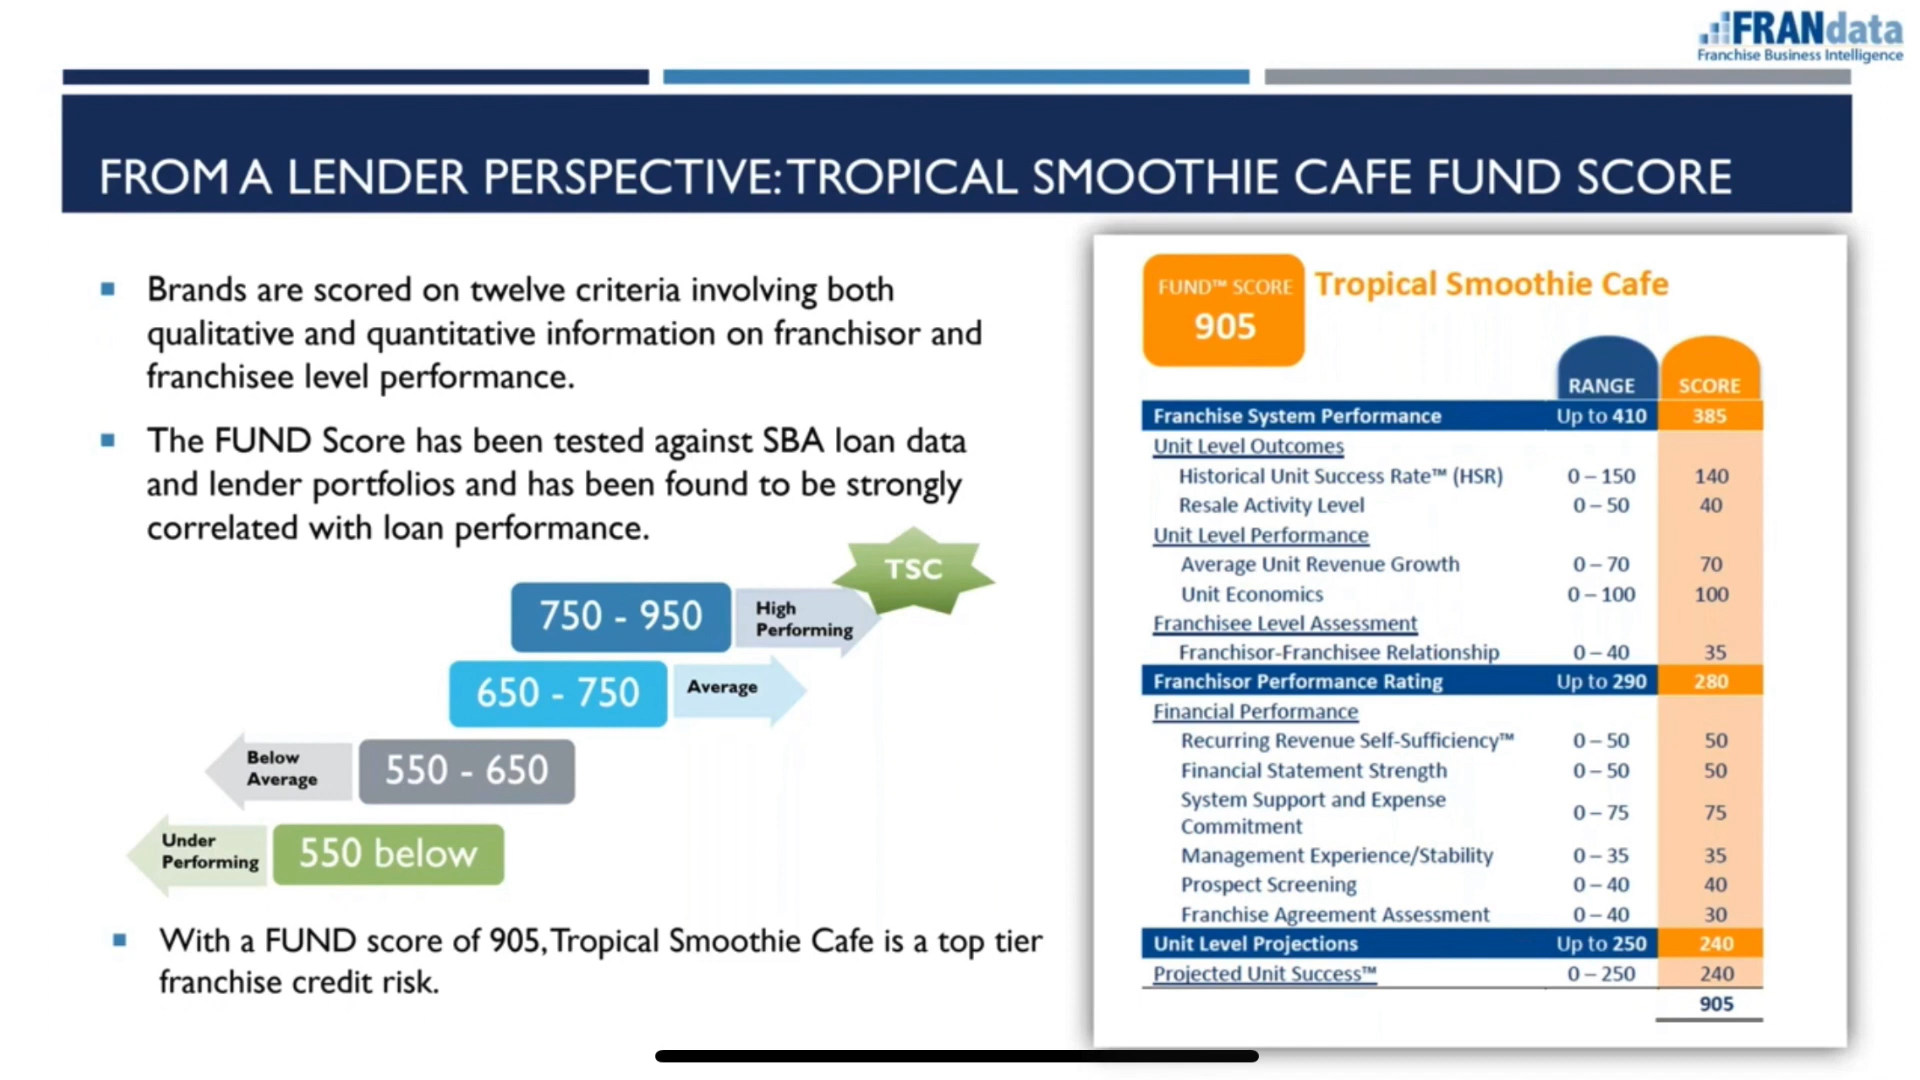 FRANdata
Franchise Business Intelligence
FROM A LENDER PERSPECTIVE: TROPICAL SMOOTHIE CAFE FUND SCORE
Brands are scored on twelve criteria involving both
qualitative and quantitative information on franchisor and
franchisee level performance.
The FUND Score has been tested against SBA loan data
and lender portfolios and has been found to be strongly
correlated with loan performance.
TSC
750 - 950
High
Performing
650 - 750
Average
Below
Average
550 - 650
Under
Performing
550 below
With a FUND score of 905, Tropical Smoothie Cafe is a top tier
franchise credit risk.
FUND™ SCORE
905
Tropical Smoothie Cafe
RANGE SCORE
Franchise System Performance Up to 410 385
Unit Level Outcomes
Historical Unit Success Rate™ (HSR) 0 – 150 140
Resale Activity Level 0 – 50 40
Unit Level Performance
Average Unit Revenue Growth 0 – 70 70
Unit Economics 0 – 100 100
Franchisee Level Assessment
Franchisor-Franchisee Relationship 0 – 40 35
Franchisor Performance Rating Up to 290 280
Financial Performance
Recurring Revenue Self-Sufficiency™ 0 – 50 50
Financial Statement Strength 0 – 50 50
System Support and Expense
Commitment 0 – 75 75
Management Experience/Stability 0 – 35 35
Prospect Screening 0 – 40 40
Franchise Agreement Assessment 0 – 40 30
Unit Level Projections Up to 250 240
Projected Unit Success™ 0 – 250 240
905